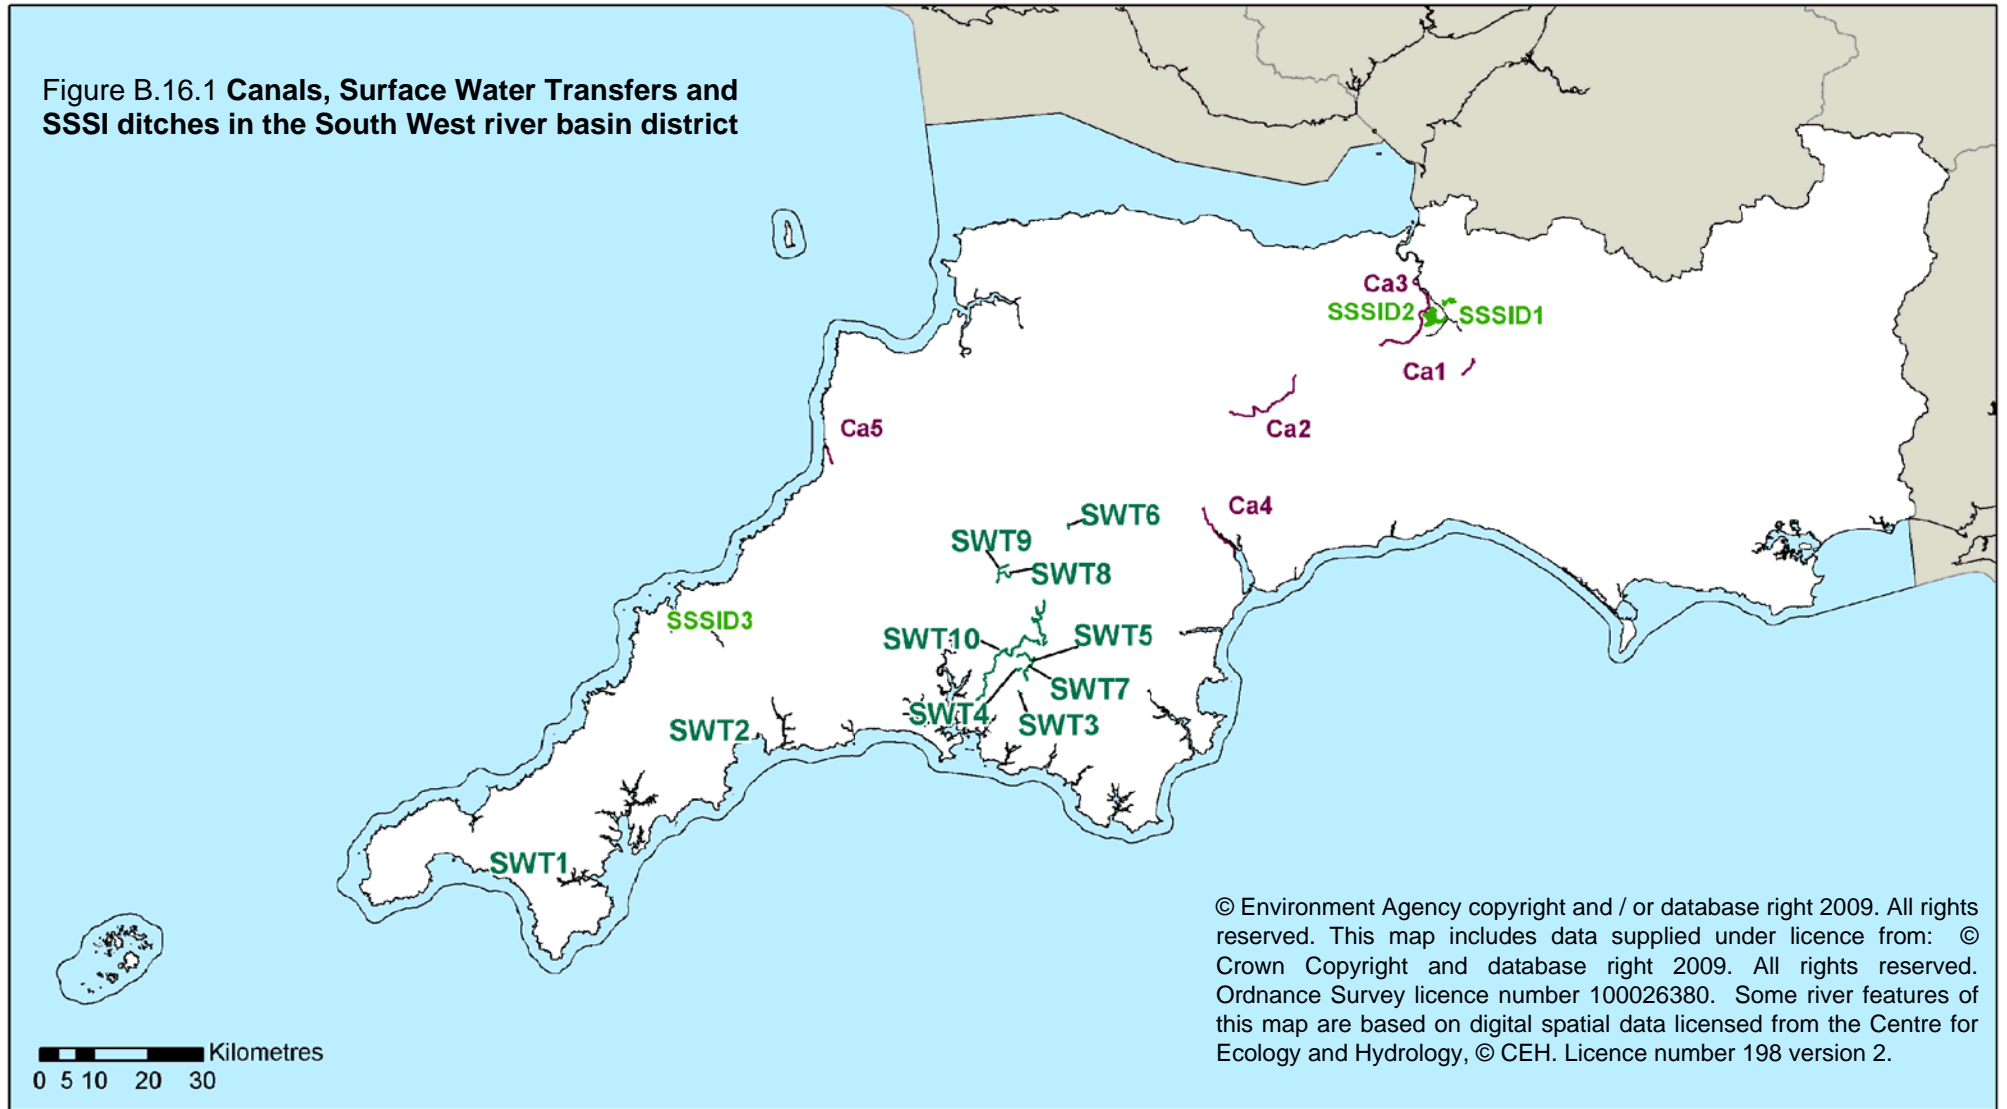 Figure B.16.1 Canals, Surface Water Transfers and
SSSI ditches in the South West river basin district
Ca3
SSSID2
SSSID1
Ca1
Ca2
Ca5
Ca4
SWT6
SWT9
SWT8
SSSID3
SWT10
SWT5
SWT7
SWT4
SWT3
SWT2
SWT1
© Environment Agency copyright and / or database right 2009. All rights
reserved. This map includes data supplied under licence from: ©
Crown Copyright and database right 2009. All rights reserved.
Ordnance Survey licence number 100026380. Some river features of
this map are based on digital spatial data licensed from the Centre for
Ecology and Hydrology, © CEH. Licence number 198 version 2.
Kilometres
0 5 10 20 30